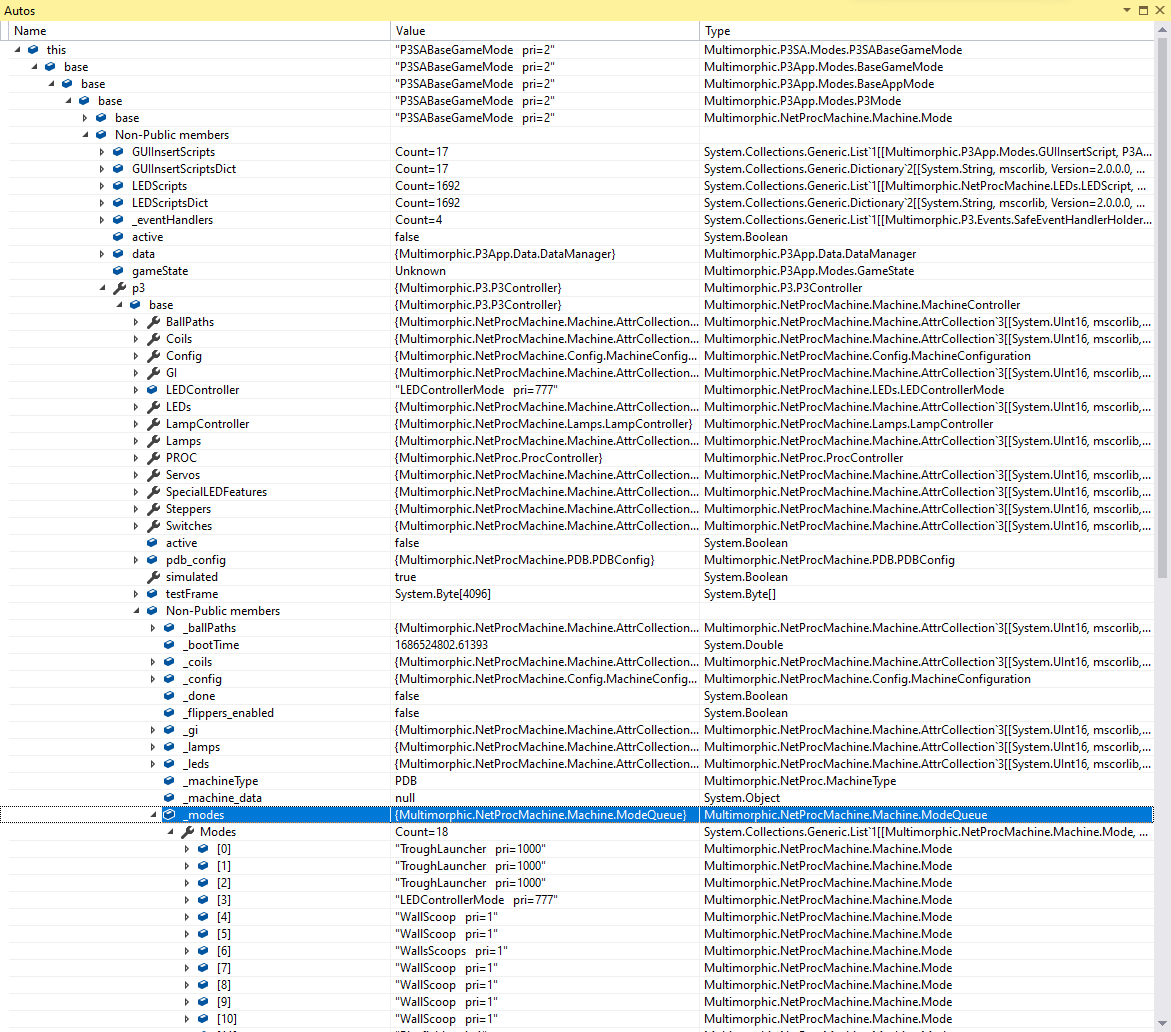 Autos
Name Value Type
this "P3SABaseGameMode pri=2" Multimorphic.P3SA.Modes.P3SABaseGameMode
base "P3SABaseGameMode pri=2" Multimorphic.P3App.Modes.BaseGameMode
base "P3SABaseGameMode pri=2" Multimorphic.P3App.Modes.BaseAppMode
base "P3SABaseGameMode pri=2" Multimorphic.P3App.Modes.P3Mode
base "P3SABaseGameMode pri=2" Multimorphic.NetProcMachine.Machine.Mode
Non-Public members
GUIInsertScripts Count=17 System.Collections.Generic.List`1[[Multimorphic.P3App.Modes.GUIInsertScript, P3A...
GUIInsertScriptsDict Count=17 System.Collections.Generic.Dictionary`2[[System.String, mscorlib, Version=2.0.0.0, ...
LEDScripts Count=1692 System.Collections.Generic.List`1[[Multimorphic.NetProcMachine.LEDs.LEDScript, ...
LEDScriptsDict Count=1692 System.Collections.Generic.Dictionary`2[[System.String, mscorlib, Version=2.0.0.0, ...
_eventHandlers Count=4 System.Collections.Generic.List`1[[Multimorphic.P3.Events.SafeEventHandlerHolder...
active false System.Boolean
data {Multimorphic.P3App.Data.DataManager} Multimorphic.P3App.Data.DataManager
gameState Unknown Multimorphic.P3App.Modes.GameState
p3 {Multimorphic.P3.P3Controller} Multimorphic.P3.P3Controller
base {Multimorphic.P3.P3Controller} Multimorphic.NetProcMachine.Machine.MachineController
BallPaths {Multimorphic.NetProcMachine.Machine.AttrCollection... Multimorphic.NetProcMachine.Machine.AttrCollection`3[[System.UInt16, mscorlib,...
Coils {Multimorphic.NetProcMachine.Machine.AttrCollection... Multimorphic.NetProcMachine.Machine.AttrCollection`3[[System.UInt16, mscorlib,...
Config {Multimorphic.NetProcMachine.Config.MachineConfig... Multimorphic.NetProcMachine.Config.MachineConfiguration
GI {Multimorphic.NetProcMachine.Machine.AttrCollection... Multimorphic.NetProcMachine.Machine.AttrCollection`3[[System.UInt16, mscorlib,...
LEDController "LEDControllerMode pri=777" Multimorphic.NetProcMachine.LEDs.LEDControllerMode
LEDs {Multimorphic.NetProcMachine.Machine.AttrCollection... Multimorphic.NetProcMachine.Machine.AttrCollection`3[[System.UInt16, mscorlib,...
LampController {Multimorphic.NetProcMachine.Lamps.LampController} Multimorphic.NetProcMachine.Lamps.LampController
Lamps {Multimorphic.NetProcMachine.Machine.AttrCollection... Multimorphic.NetProcMachine.Machine.AttrCollection`3[[System.UInt16, mscorlib,...
PROC {Multimorphic.NetProc.ProcController} Multimorphic.NetProc.ProcController
Servos {Multimorphic.NetProcMachine.Machine.AttrCollection... Multimorphic.NetProcMachine.Machine.AttrCollection`3[[System.UInt16, mscorlib,...
SpecialLEDFeatures {Multimorphic.NetProcMachine.Machine.AttrCollection... Multimorphic.NetProcMachine.Machine.AttrCollection`3[[System.UInt16, mscorlib,...
Steppers {Multimorphic.NetProcMachine.Machine.AttrCollection... Multimorphic.NetProcMachine.Machine.AttrCollection`3[[System.UInt16, mscorlib,...
Switches {Multimorphic.NetProcMachine.Machine.AttrCollection... Multimorphic.NetProcMachine.Machine.AttrCollection`3[[System.UInt16, mscorlib,...
active false System.Boolean
pdb_config {Multimorphic.NetProcMachine.PDB.PDBConfig} Multimorphic.NetProcMachine.PDB.PDBConfig
simulated true System.Boolean
testFrame System.Byte[4096] System.Byte[]
Non-Public members
_ballPaths {Multimorphic.NetProcMachine.Machine.AttrCollection... Multimorphic.NetProcMachine.Machine.AttrCollection`3[[System.UInt16, mscorlib,...
_bootTime 1686524802.61393 System.Double
_coils {Multimorphic.NetProcMachine.Machine.AttrCollection... Multimorphic.NetProcMachine.Machine.AttrCollection`3[[System.UInt16, mscorlib,...
_config {Multimorphic.NetProcMachine.Config.MachineConfig... Multimorphic.NetProcMachine.Config.MachineConfiguration
_done false System.Boolean
_flippers_enabled false System.Boolean
_gi {Multimorphic.NetProcMachine.Machine.AttrCollection... Multimorphic.NetProcMachine.Machine.AttrCollection`3[[System.UInt16, mscorlib,...
_lamps {Multimorphic.NetProcMachine.Machine.AttrCollection... Multimorphic.NetProcMachine.Machine.AttrCollection`3[[System.UInt16, mscorlib,...
_leds {Multimorphic.NetProcMachine.Machine.AttrCollection... Multimorphic.NetProcMachine.Machine.AttrCollection`3[[System.UInt16, mscorlib,...
_machineType PDB Multimorphic.NetProc.MachineType
_machine_data null System.Object
_modes {Multimorphic.NetProcMachine.Machine.ModeQueue} Multimorphic.NetProcMachine.Machine.ModeQueue
Modes Count=18 System.Collections.Generic.List`1[[Multimorphic.NetProcMachine.Machine.Mode, ...
[0] "TroughLauncher pri=1000" Multimorphic.NetProcMachine.Machine.Mode
[1] "TroughLauncher pri=1000" Multimorphic.NetProcMachine.Machine.Mode
[2] "TroughLauncher pri=1000" Multimorphic.NetProcMachine.Machine.Mode
[3] "LEDControllerMode pri=777" Multimorphic.NetProcMachine.Machine.Mode
[4] "WallScoop pri=1" Multimorphic.NetProcMachine.Machine.Mode
[5] "WallScoop pri=1" Multimorphic.NetProcMachine.Machine.Mode
[6] "WallsScoops pri=1" Multimorphic.NetProcMachine.Machine.Mode
[7] "WallScoop pri=1" Multimorphic.NetProcMachine.Machine.Mode
[8] "WallScoop pri=1" Multimorphic.NetProcMachine.Machine.Mode
[9] "WallScoop pri=1" Multimorphic.NetProcMachine.Machine.Mode
[10] "WallScoop pri=1" Multimorphic.NetProcMachine.Machine.Mode